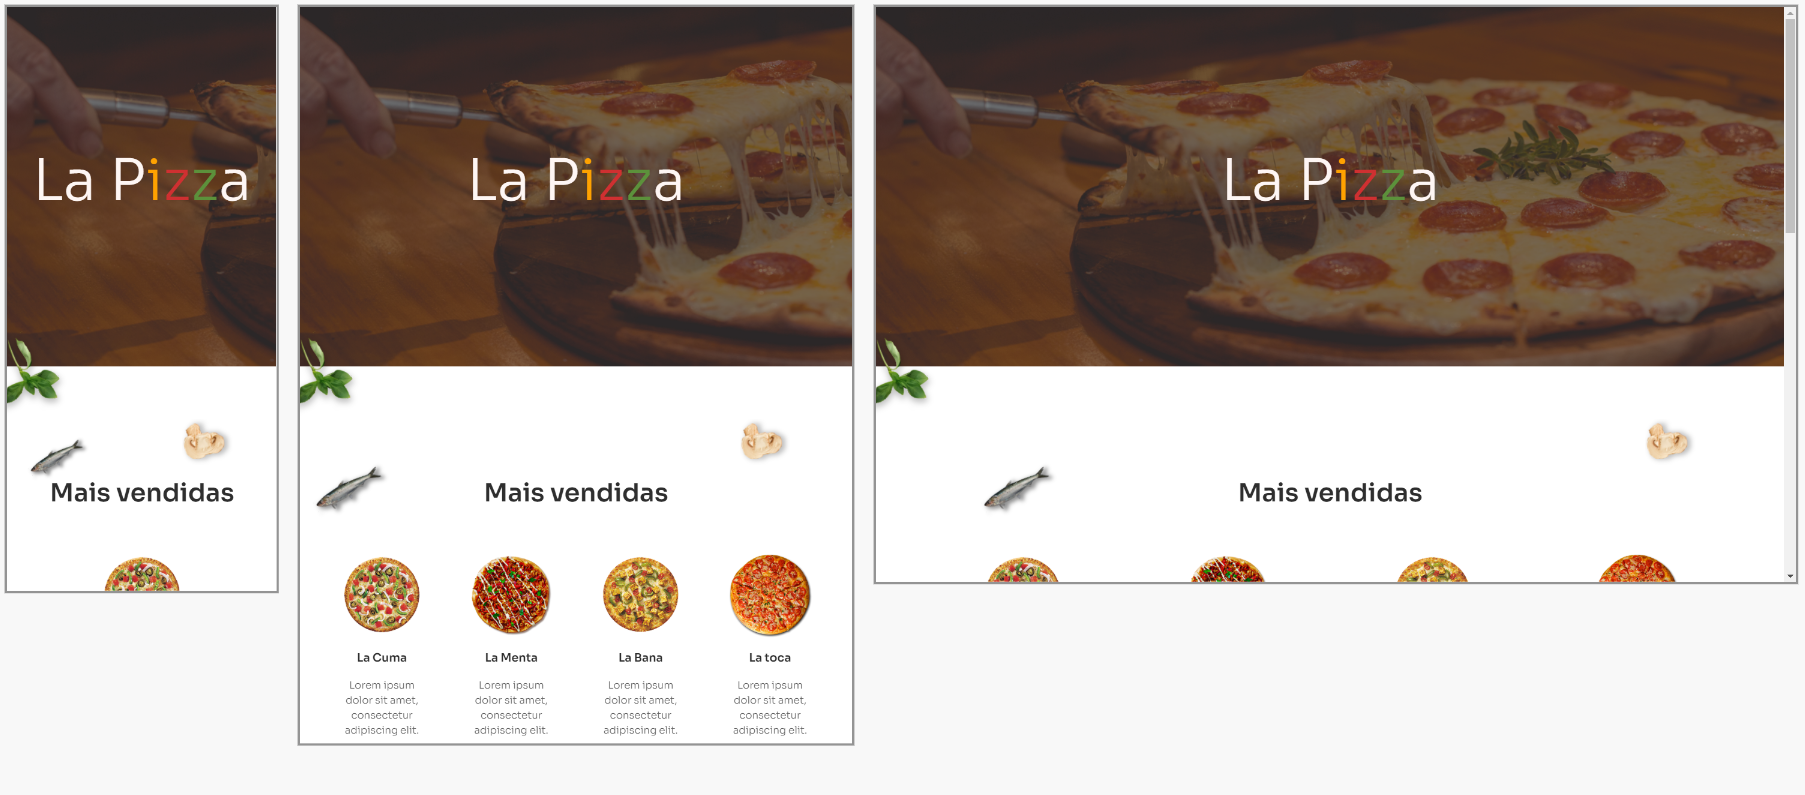 La Pizza
Mais vendidas
La Pizza
Mais vendidas
La Cuma
Lorem ipsum
dolor sit amet,
consectetur
adipiscing elit.
La Menta
Lorem ipsum
dolor sit amet,
consectetur
adipiscing elit.
La Bana
Lorem ipsum
dolor sit amet,
consectetur
adipiscing elit.
La toca
Lorem ipsum
dolor sit amet,
consectetur
adipiscing elit.
La Pizza
Mais vendidas